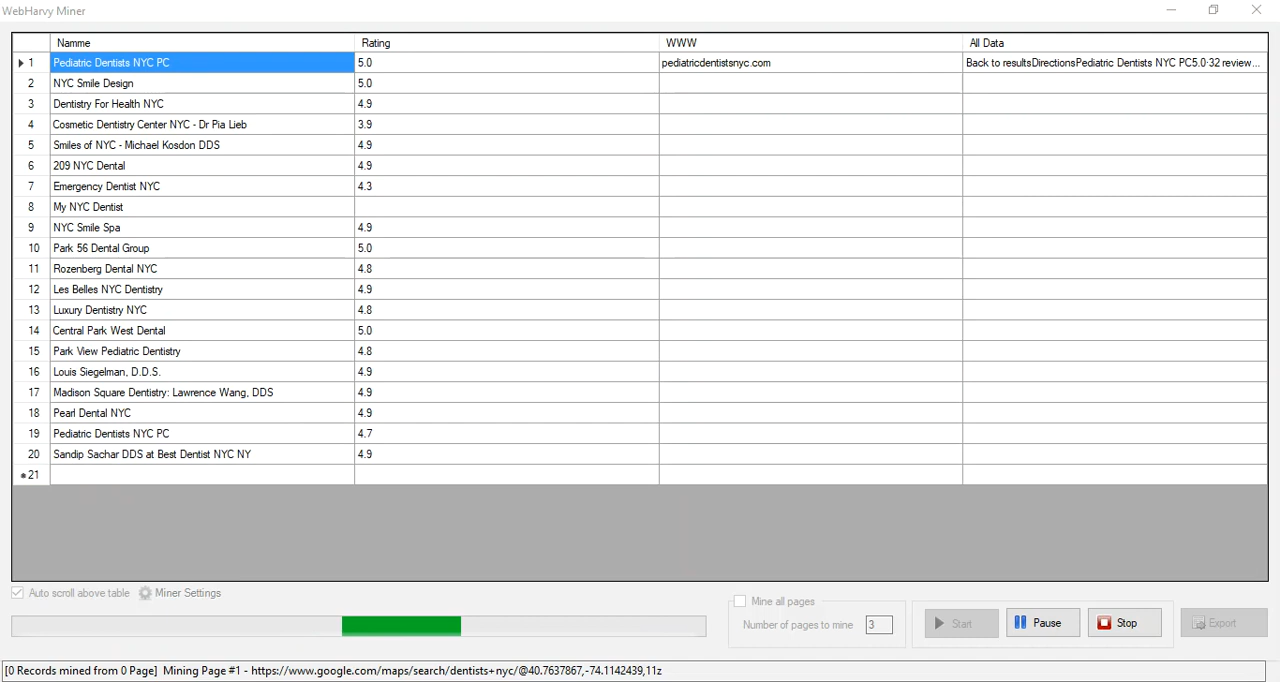 WebHarvy Miner
Namme Rating WWW All Data
1 Pediatric Dentists NYC PC 5.0 pediatricdentistsnyc.com Back to resultsDirectionsPediatric Dentists NYC PC5.0·32 review...
2 NYC Smile Design 5.0
3 Dentistry For Health NYC 4.9
4 Cosmetic Dentistry Center NYC - Dr Pia Lieb 3.9
5 Smiles of NYC - Michael Kosdon DDS 4.9
6 209 NYC Dental 4.9
7 Emergency Dentist NYC 4.3
8 My NYC Dentist
9 NYC Smile Spa 4.9
10 Park 56 Dental Group 5.0
11 Rozenberg Dental NYC 4.8
12 Les Belles NYC Dentistry 4.9
13 Luxury Dentistry NYC 4.8
14 Central Park West Dental 5.0
15 Park View Pediatric Dentistry 4.8
16 Louis Siegelman, D.D.S. 4.9
17 Madison Square Dentistry: Lawrence Wang, DDS 4.9
18 Pearl Dental NYC 4.9
19 Pediatric Dentists NYC PC 4.7
20 Sandip Sachar DDS at Best Dentist NYC NY 4.9
*21
Auto scroll above table Miner Settings
Mine all pages
Number of pages to mine 3
Start Pause Stop Export
[0 Records mined from 0 Page] Mining Page #1 - https://www.google.com/maps/search/dentists+nyc/@40.7637867,-74.1142439,11z